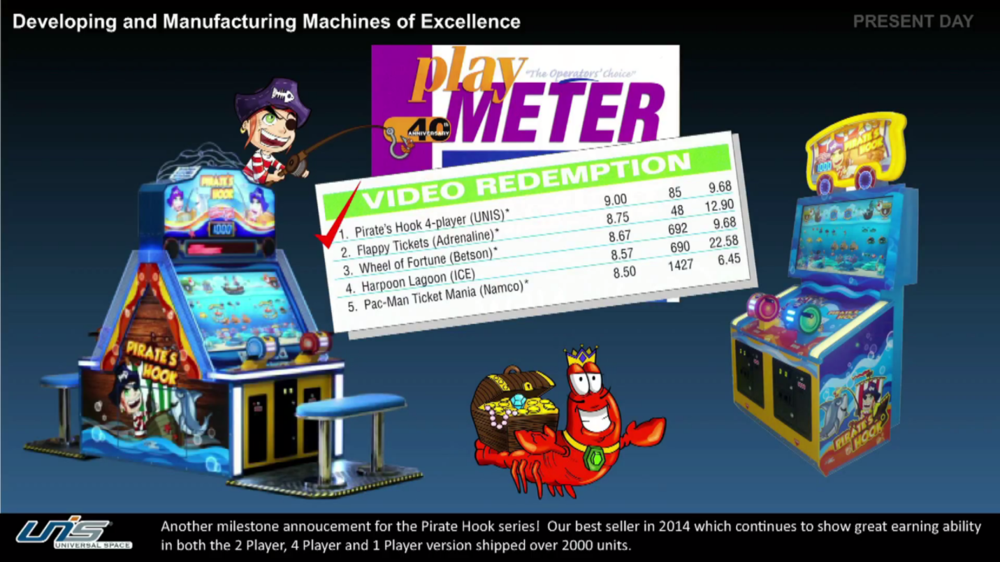 Developing and Manufacturing Machines of Excellence
PRESENT DAY
play
"The Operators' Choice"
METER
40th
ANNIVERSARY
VIDEO REDEMPTION
1. Pirate's Hook 4-player (UNIS)* 9.00 85 9.68
2. Flappy Tickets (Adrenaline)* 8.75 48 12.90
3. Wheel of Fortune (Betson)* 8.67 692 9.68
4. Harpoon Lagoon (ICE) 8.57 690 22.58
5. Pac-Man Ticket Mania (Namco)* 8.50 1427 6.45
PIRATE'S
HOOK
1000
PIRATE'S
HOOK
PIRATE'S
HOOK
1000
PIRATE'S
HOOK
UNIS
UNIVERSAL SPACE
Another milestone annoucement for the Pirate Hook series! Our best seller in 2014 which continues to show great earning ability
in both the 2 Player, 4 Player and 1 Player version shipped over 2000 units.